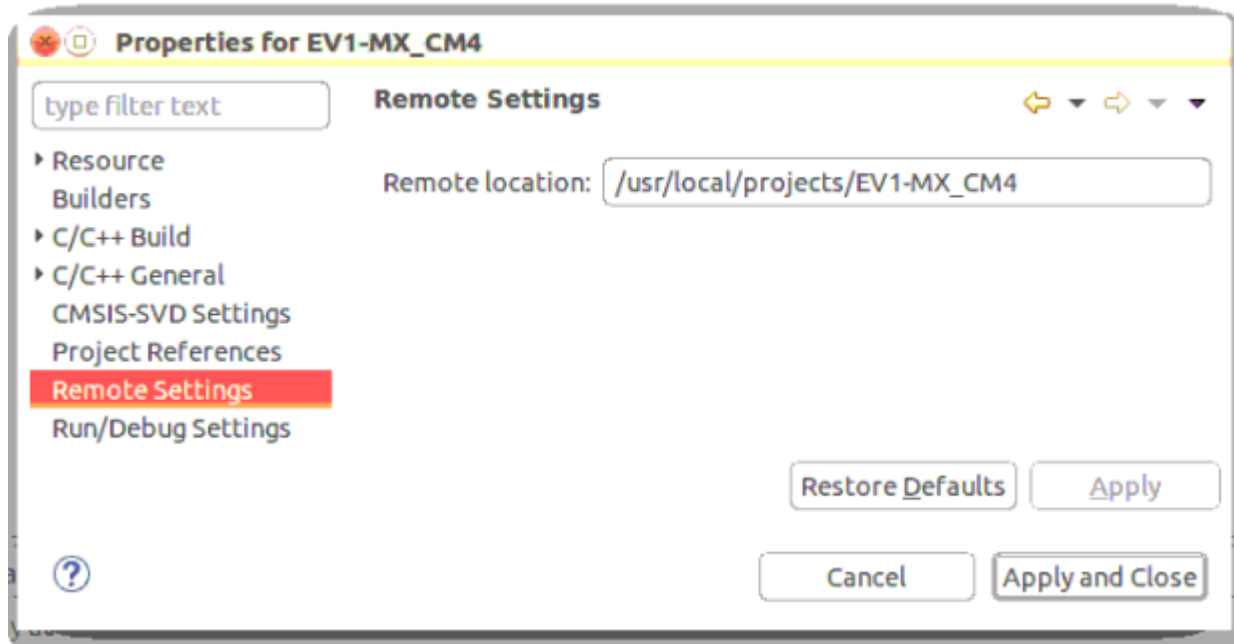 Properties for EV1-MX_CM4
type filter text
Resource
Builders
C/C++ Build
C/C++ General
CMSIS-SVD Settings
Project References
Remote Settings
Run/Debug Settings
Remote Settings
Remote location: /usr/local/projects/EV1-MX_CM4
Restore Defaults Apply
Cancel Apply and Close